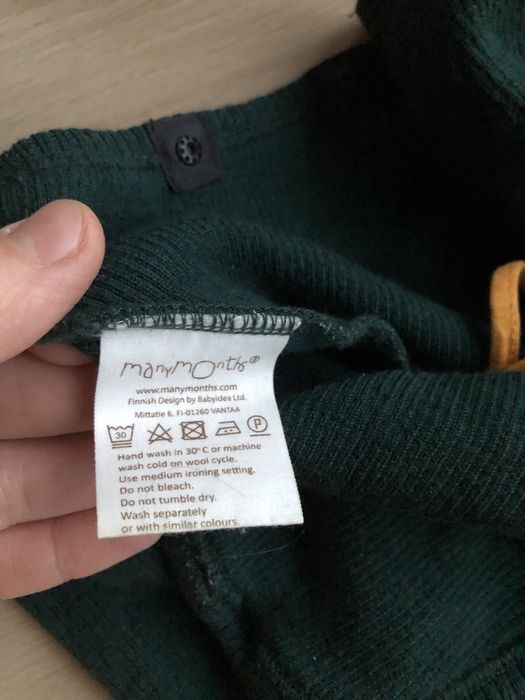 manymonths®
www.manymonths.com
Finnish Design by Babyidea Ltd.
Mittatie 6, FI-01260 VANTAA
30 P
Hand wash in 30°C or machine
wash cold on wool cycle.
Use medium ironing setting.
Do not bleach.
Do not tumble dry.
Wash separately
or with similar colours.